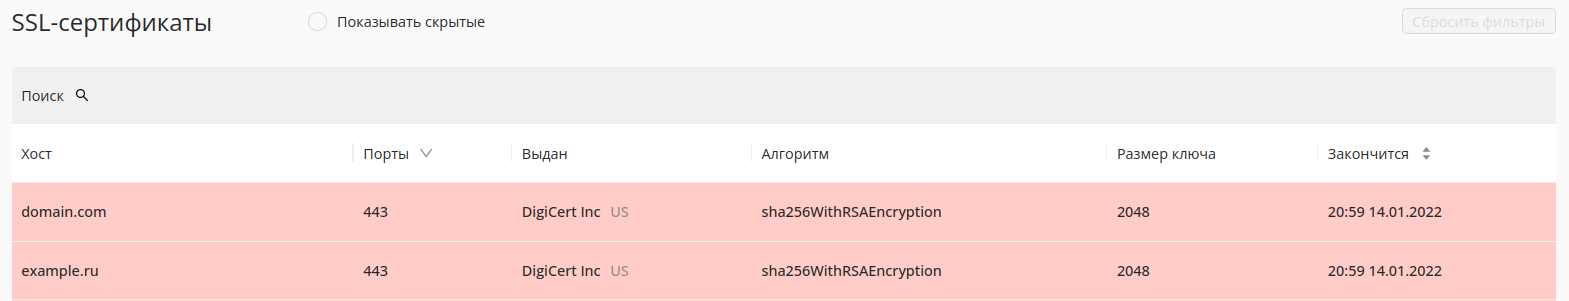 SSL-сертификаты Показывать скрытые Сбросить фильтры
Поиск
Хост Порты Выдан Алгоритм Размер ключа Закончится
domain.com 443 DigiCert Inc US sha256WithRSAEncryption 2048 20:59 14.01.2022
example.ru 443 DigiCert Inc US sha256WithRSAEncryption 2048 20:59 14.01.2022